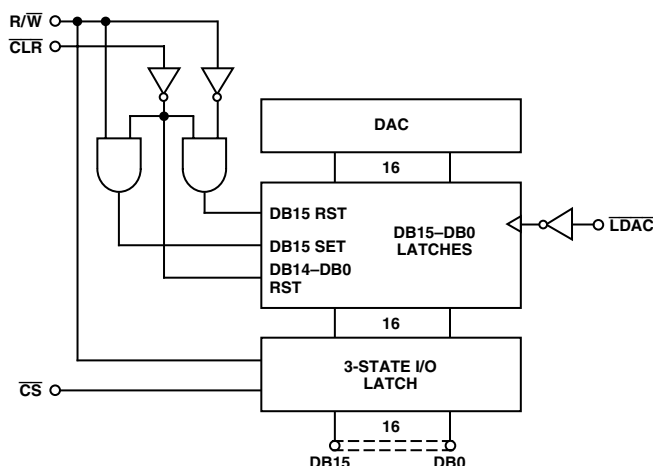 R/W̅
C̅L̅R̅
DAC
16
DB15 RST
DB15 SET
DB14–DB0
RST
DB15–DB0
LATCHES
L̅D̅A̅C̅
16
3-STATE I/O
LATCH
C̅S̅
16
DB15
DB0